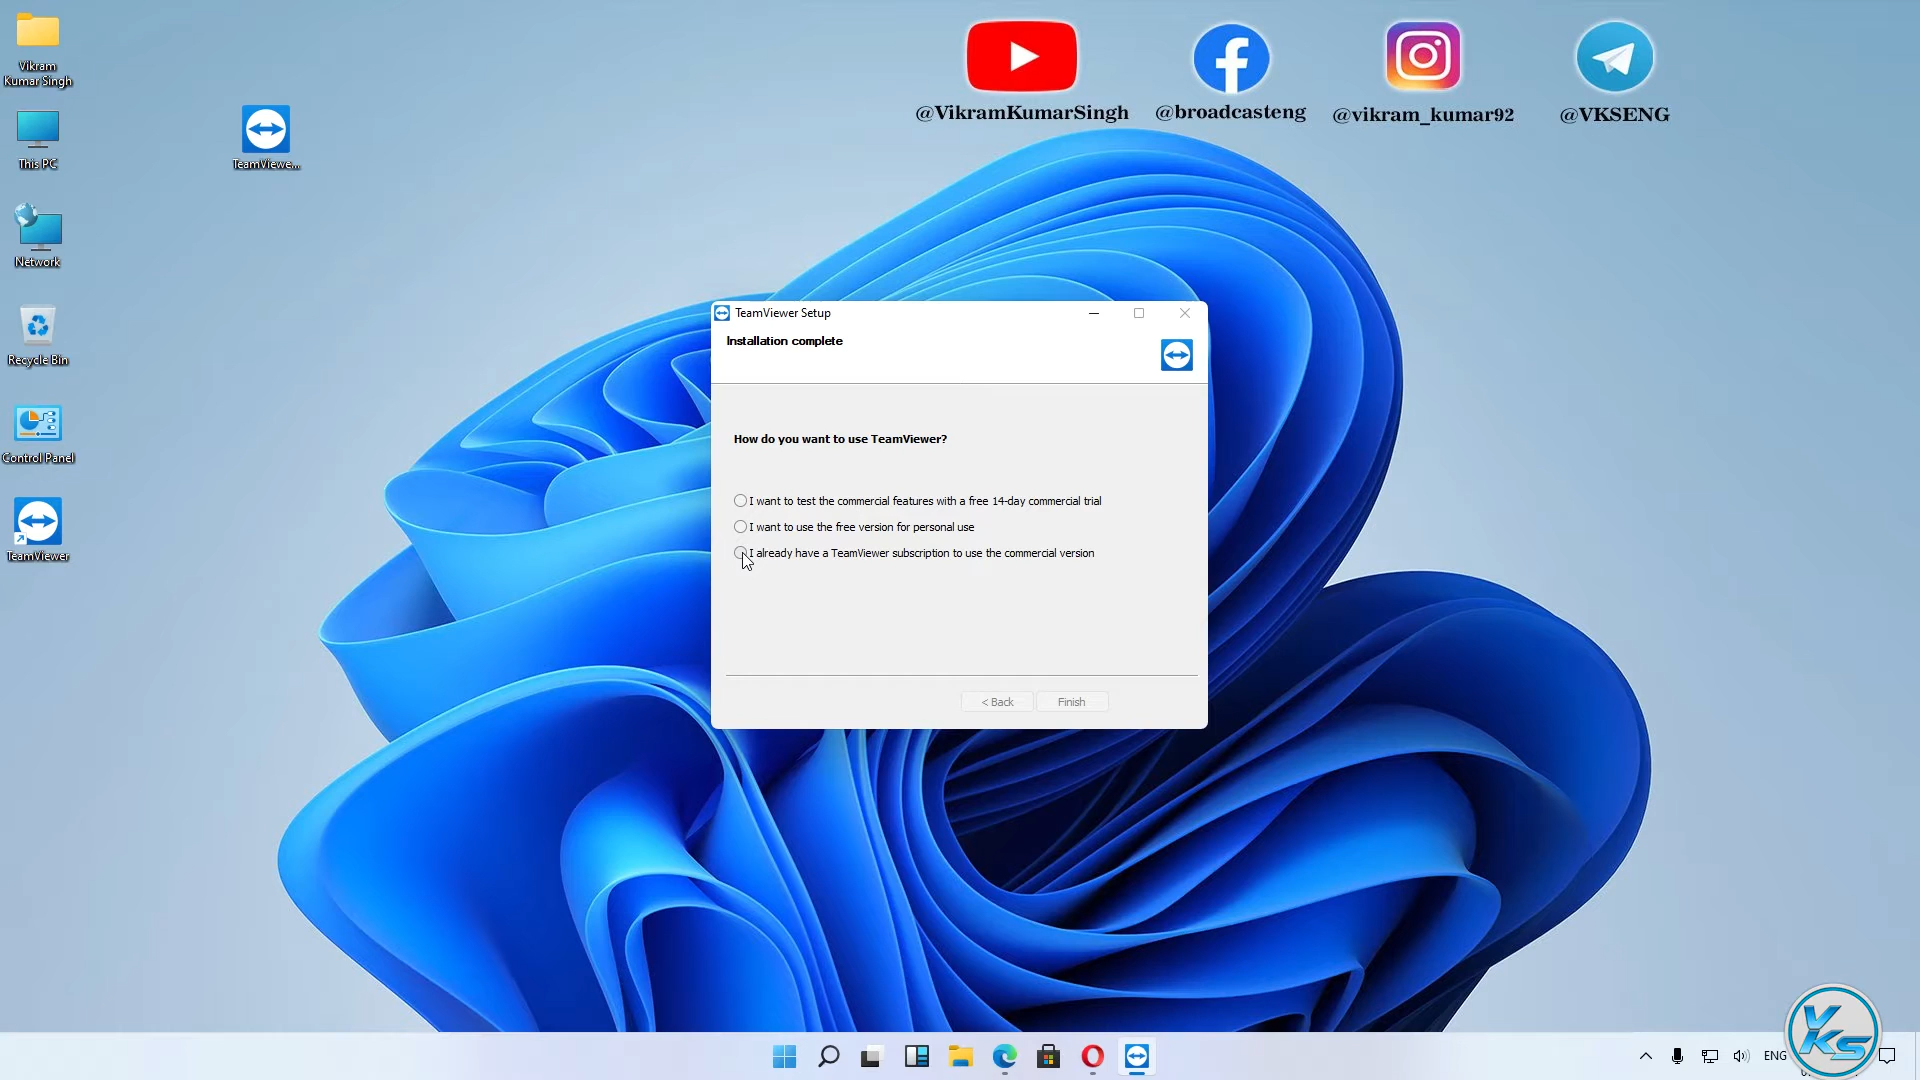 Vikram
Kumar Singh
This PC
Network
Recycle Bin
Control Panel
TeamViewer
TeamViewe...
@VikramKumarSingh
@broadcasteng
@vikram_kumar92
@VKSENG
TeamViewer Setup
Installation complete
How do you want to use TeamViewer?
I want to test the commercial features with a free 14-day commercial trial
I want to use the free version for personal use
I already have a TeamViewer subscription to use the commercial version
< Back
Finish
ENG
VKS